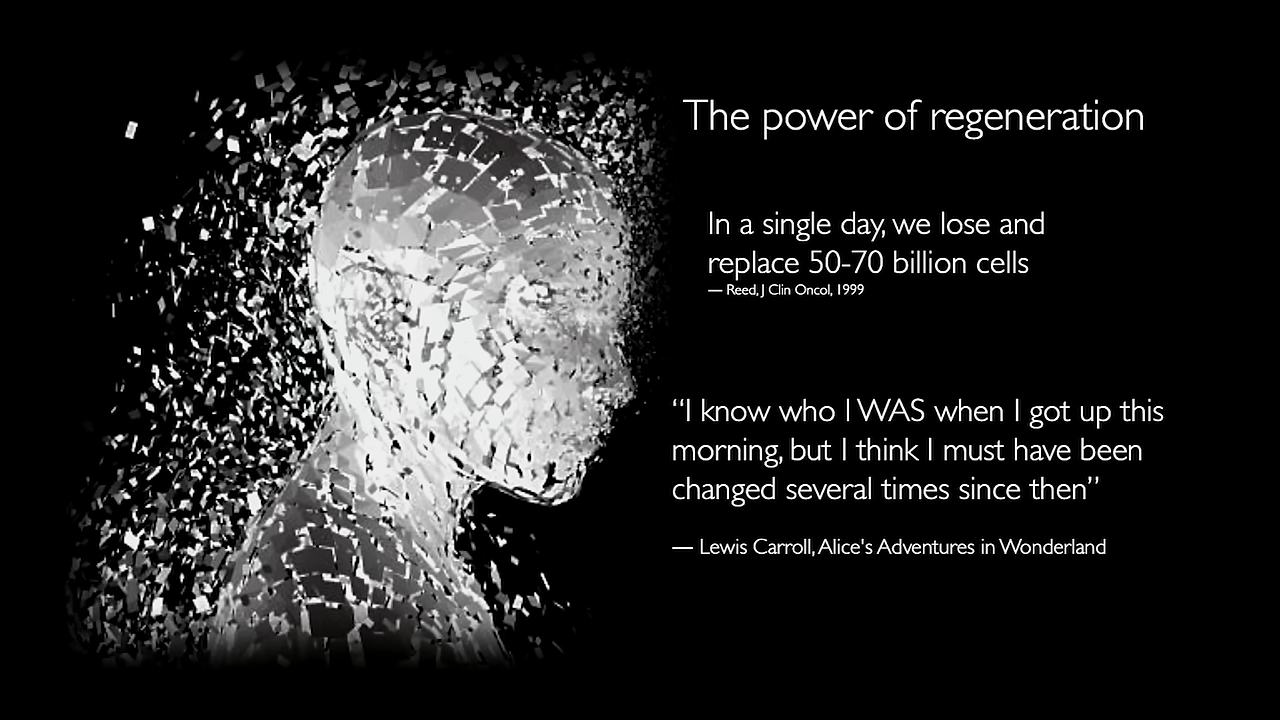 The power of regeneration
In a single day, we lose and
replace 50-70 billion cells
— Reed, J Clin Oncol, 1999
“I know who I WAS when I got up this
morning, but I think I must have been
changed several times since then”
— Lewis Carroll, Alice's Adventures in Wonderland